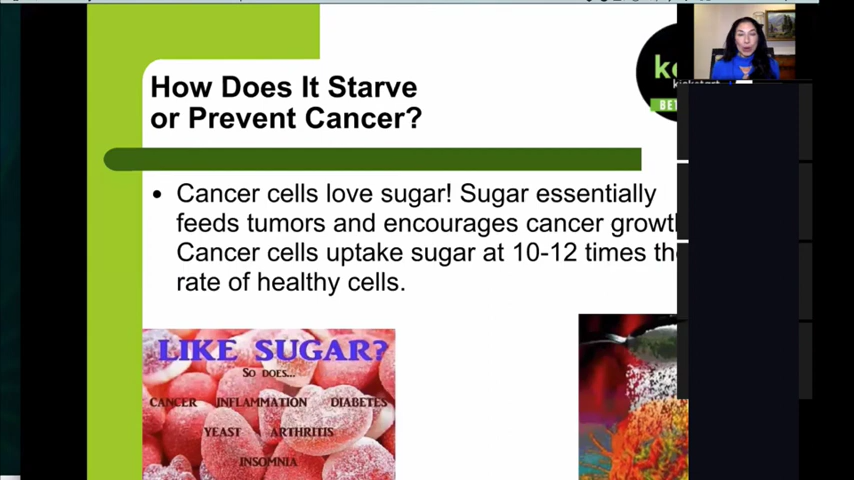 How Does It Starve
or Prevent Cancer?
• Cancer cells love sugar! Sugar essentially
feeds tumors and encourages cancer
Cancer cells uptake sugar at 10-12 times
rate of healthy cells.
LIKE SUGAR?
SO DOES...
CANCER INFLAMMATION DIABETES
YEAST ARTHRITIS
INSOMNIA